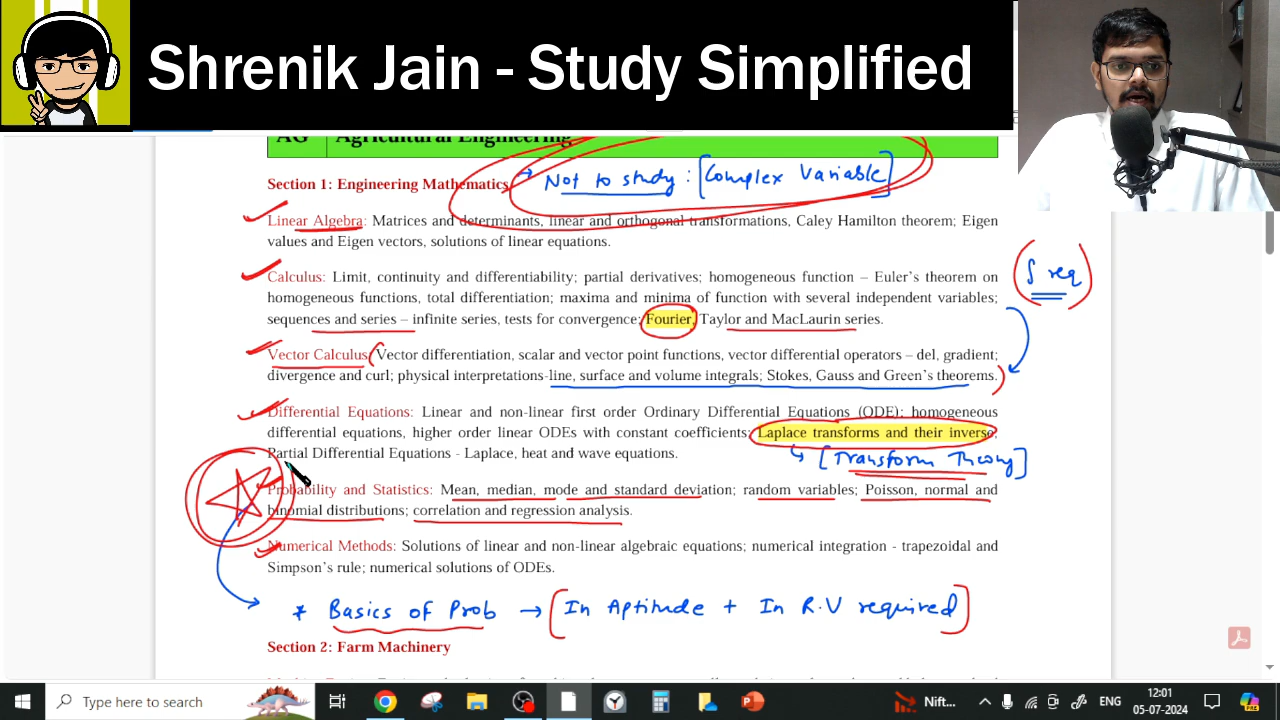 Shrenik Jain - Study Simplified
AG Agricultural Engineering
Section 1: Engineering Mathematics
Not to study : [Complex Variable]
Linear Algebra: Matrices and determinants, linear and orthogonal transformations, Caley Hamilton theorem; Eigen
values and Eigen vectors, solutions of linear equations.
∫ req
Calculus: Limit, continuity and differentiability; partial derivatives; homogeneous function – Euler's theorem on
homogeneous functions, total differentiation; maxima and minima of function with several independent variables;
sequences and series – infinite series, tests for convergence; Fourier, Taylor and MacLaurin series.
Vector Calculus: Vector differentiation, scalar and vector point functions, vector differential operators – del, gradient;
divergence and curl; physical interpretations-line, surface and volume integrals; Stokes, Gauss and Green's theorems.
Differential Equations: Linear and non-linear first order Ordinary Differential Equations (ODE); homogeneous
differential equations, higher order linear ODEs with constant coefficients; Laplace transforms and their inverse;
Partial Differential Equations - Laplace, heat and wave equations.
[Transform Theory]
Probability and Statistics: Mean, median, mode and standard deviation; random variables; Poisson, normal and
binomial distributions; correlation and regression analysis.
Numerical Methods: Solutions of linear and non-linear algebraic equations; numerical integration - trapezoidal and
Simpson's rule; numerical solutions of ODEs.
* Basics of Prob → [In Aptitude + In R.V required]
Section 2: Farm Machinery
Type here to search
Nift...
ENG
12:01
05-07-2024